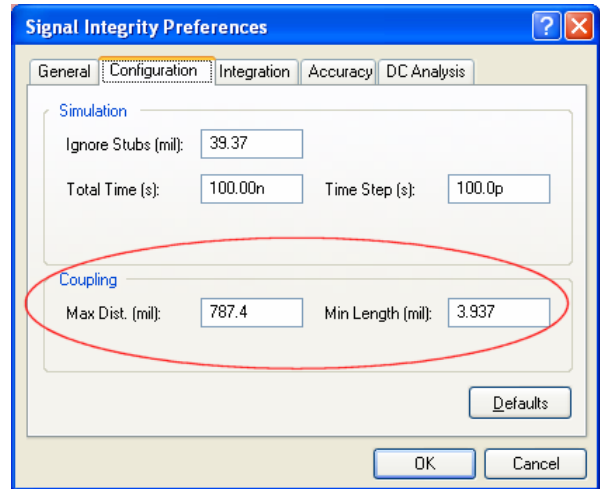 Signal Integrity Preferences
General Configuration Integration Accuracy DC Analysis
Simulation
Ignore Stubs (mil): 39.37
Total Time (s): 100.00n Time Step (s): 100.0p
Coupling
Max Dist. (mil): 787.4 Min Length (mil): 3.937
Defaults
OK Cancel